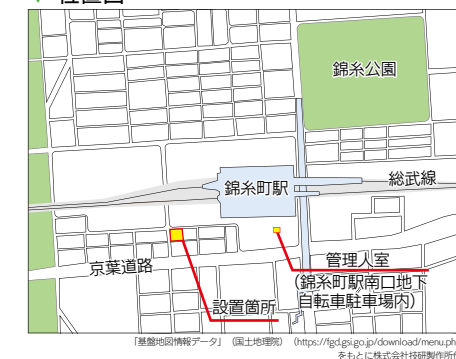 位置図
錦糸公園
総武線
錦糸町駅
京葉道路
管理人室
(錦糸町駅南口地下
自転車駐車場内)
設置箇所
「基盤地図情報データ」(国土地理院)(https://fgd.gsi.go.jp/download/menu.ph
をもとに株式会社技研製作所作